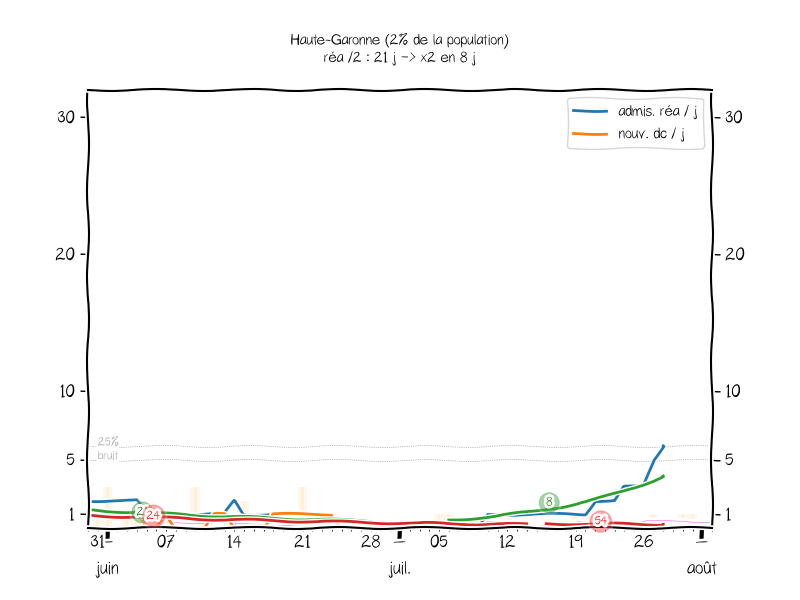 Haute-Garonne (2% de la population)
réa /2 : 21 j -> x2 en 8 j
admis. réa / j
nouv. dc / j
30
30
20
20
10
10
25%
bruit
5
5
8
24
54
1
1
31
07
14
21
28
05
12
19
26
juin
juil.
août